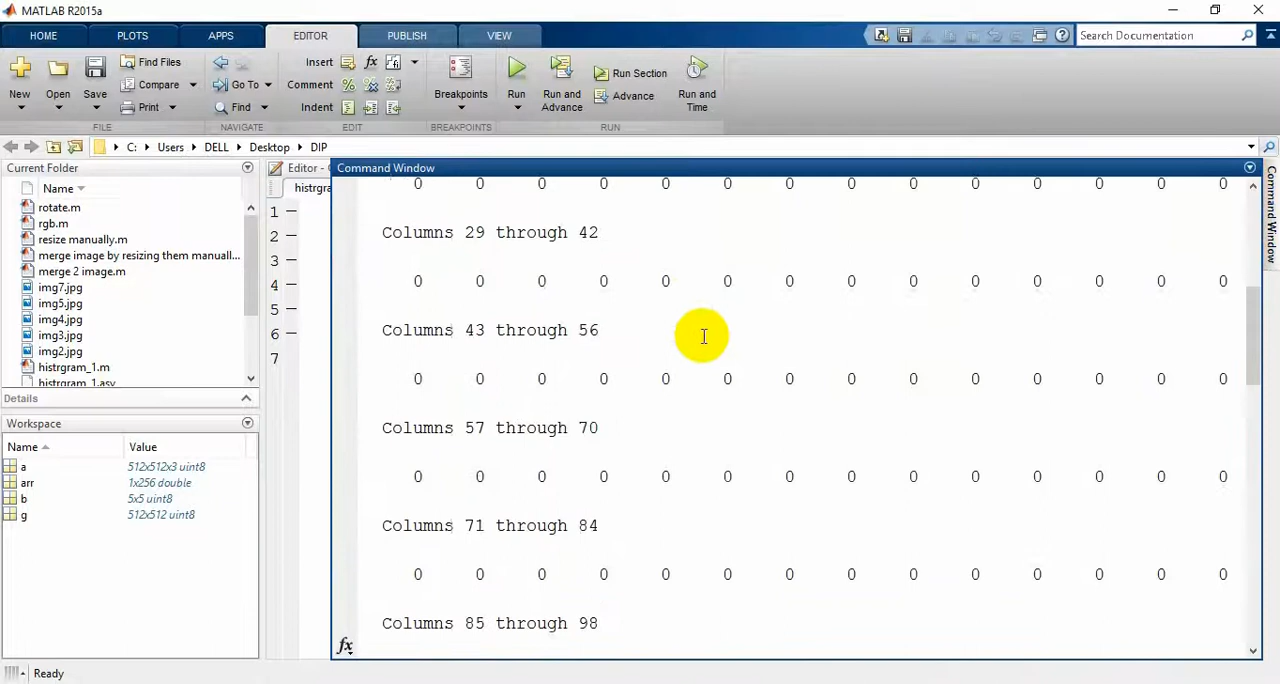 MATLAB R2015a
HOME PLOTS APPS EDITOR PUBLISH VIEW Search Documentation
New Open Save Find Files Compare Print Go To Find Insert fx Comment Indent Breakpoints Run Run and Advance Run Section Advance Run and Time
FILE NAVIGATE EDIT BREAKPOINTS RUN
C: Users DELL Desktop DIP
Current Folder
Name
rotate.m
rgb.m
resize manually.m
merge image by resizing them manuall...
merge 2 image.m
img7.jpg
img5.jpg
img4.jpg
img3.jpg
img2.jpg
histrgram_1.m
histrgram_1.asv
Details
Workspace
Name Value
a 512x512x3 uint8
arr 1x256 double
b 5x5 uint8
g 512x512 uint8
Editor -
histrgra
1
2
3
4
5
6
7
Command Window
0 0 0 0 0 0 0 0 0 0 0 0 0 0
Columns 29 through 42
0 0 0 0 0 0 0 0 0 0 0 0 0 0
Columns 43 through 56
0 0 0 0 0 0 0 0 0 0 0 0 0 0
Columns 57 through 70
0 0 0 0 0 0 0 0 0 0 0 0 0 0
Columns 71 through 84
0 0 0 0 0 0 0 0 0 0 0 0 0 0
Columns 85 through 98
fx
Command Window
Ready